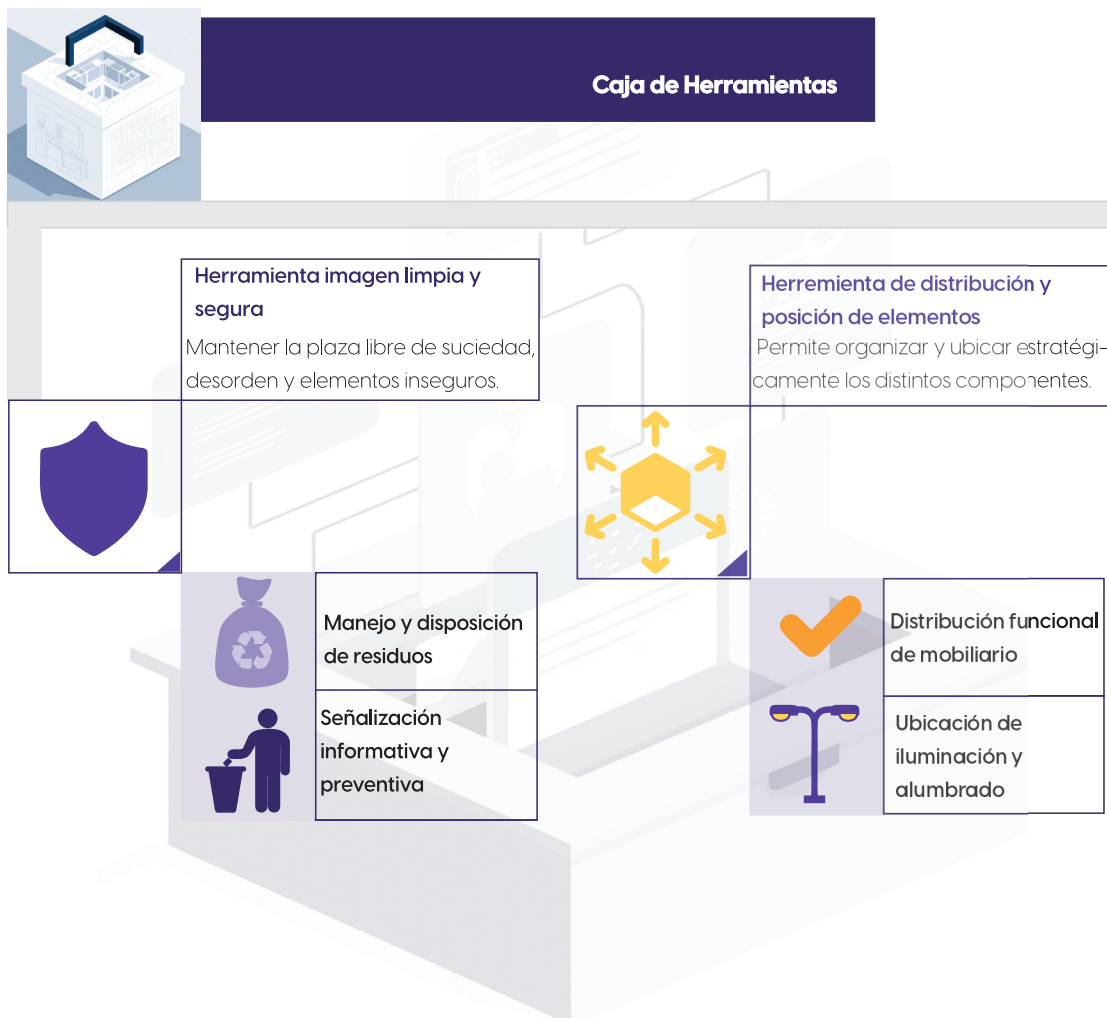 Caja de Herramientas
Herramienta imagen limpia y
segura
Mantener la plaza libre de suciedad,
desorden y elementos inseguros.
Manejo y disposición
de residuos
Señalización
informativa y
preventiva
Herremienta de distribución y
posición de elementos
Permite organizar y ubicar estratégi-
camente los distintos componentes.
Distribución funcional
de mobiliario
Ubicación de
iluminación y
alumbrado